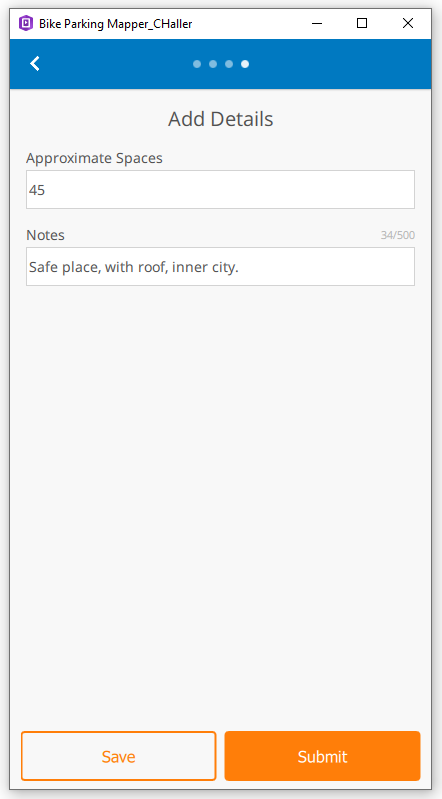 Bike Parking Mapper_CHaller
Add Details
Approximate Spaces
45
Notes 34/500
Safe place, with roof, inner city.
Save Submit